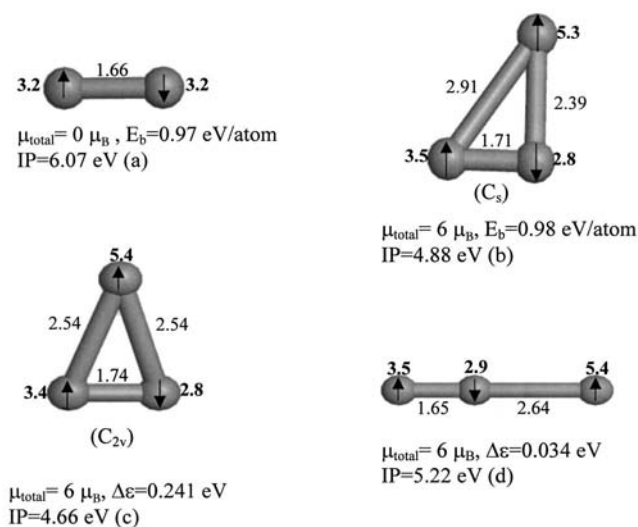 1.66
3.2
3.2
μtotal= 0 μB , Eb=0.97 eV/atom
IP=6.07 eV (a)
5.3
2.91
2.39
1.71
3.5
2.8
(Cs)
μtotal= 6 μB, Eb=0.98 eV/atom
IP=4.88 eV (b)
5.4
2.54
2.54
1.74
3.4
2.8
(C2v)
μtotal= 6 μB, Δε=0.241 eV
IP=4.66 eV (c)
3.5
2.9
5.4
1.65
2.64
μtotal= 6 μB, Δε=0.034 eV
IP=5.22 eV (d)